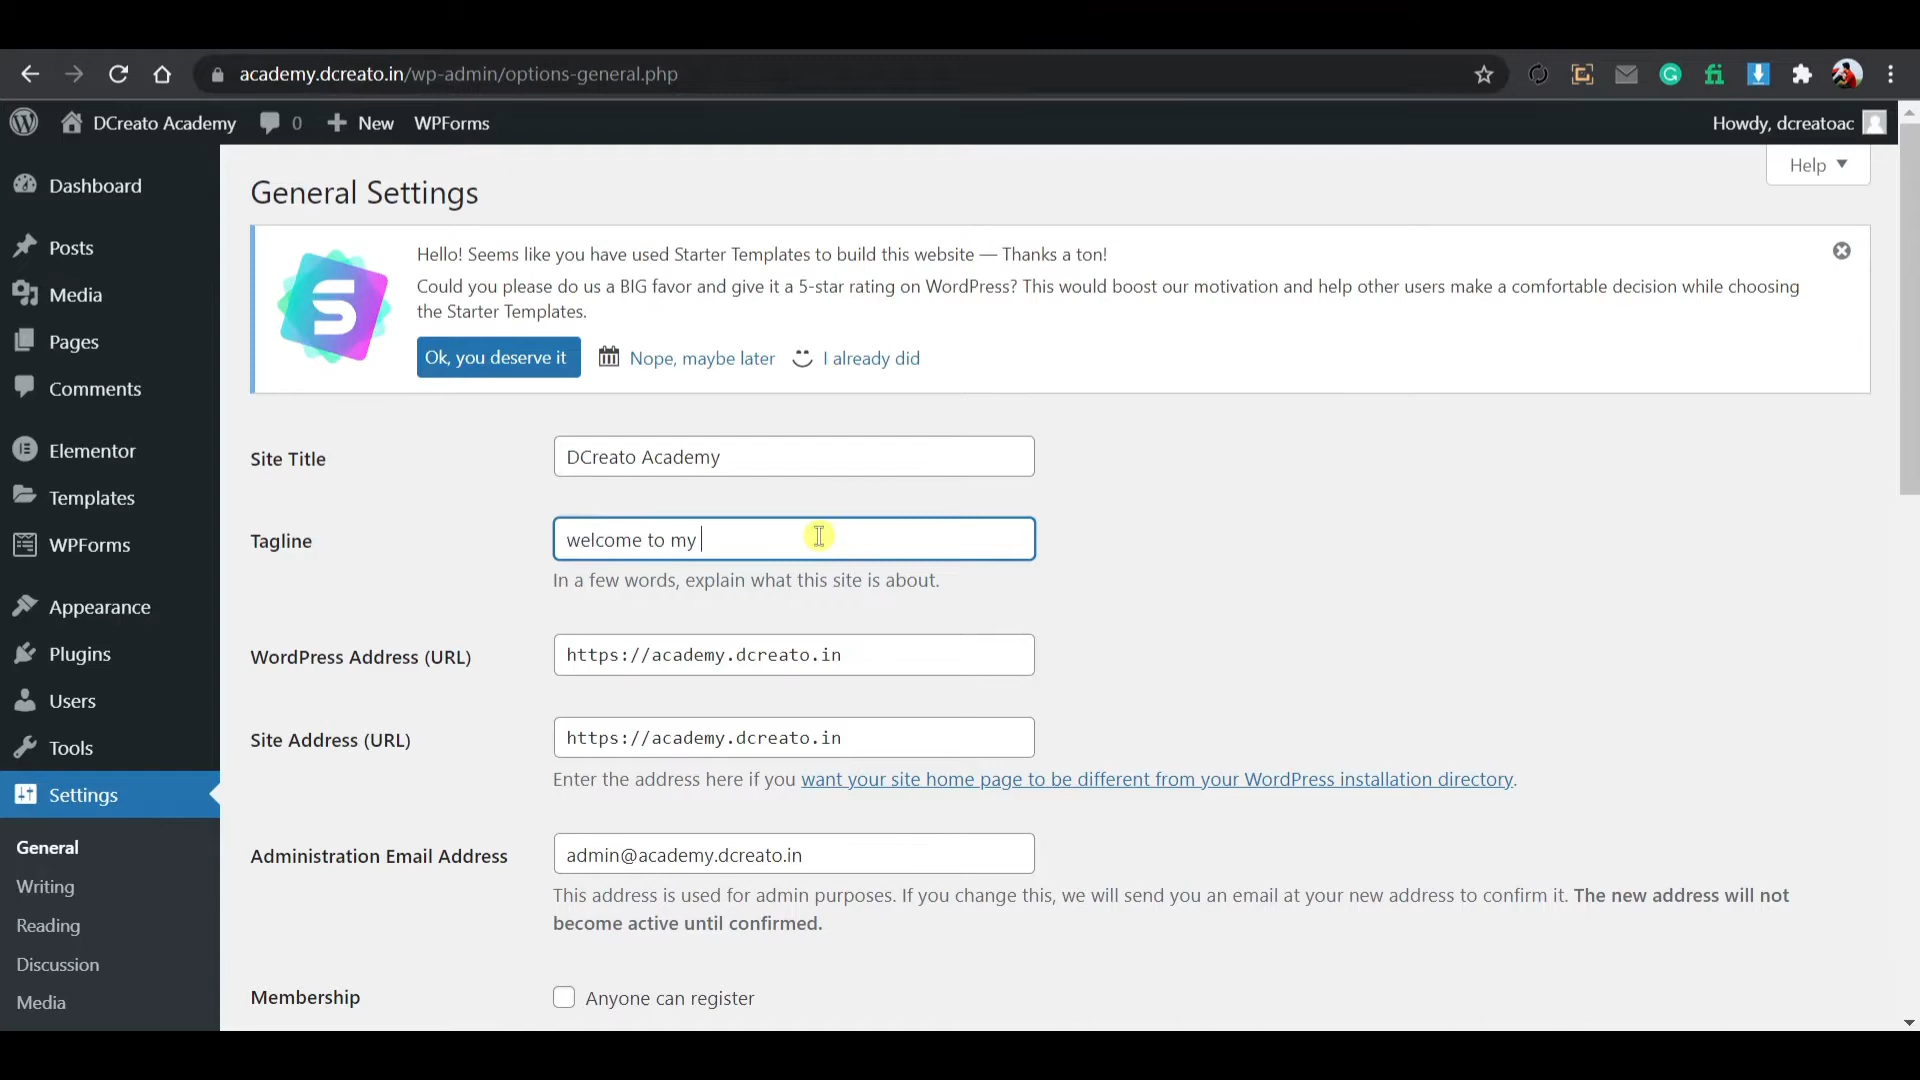 academy.dcreato.in/wp-admin/options-general.php
DCreato Academy
0
New
WPForms
Howdy, dcreatoac
Help
Dashboard
Posts
Media
Pages
Comments
Elementor
Templates
WPForms
Appearance
Plugins
Users
Tools
Settings
General
Writing
Reading
Discussion
Media
General Settings
Hello! Seems like you have used Starter Templates to build this website — Thanks a ton!
Could you please do us a BIG favor and give it a 5-star rating on WordPress? This would boost our motivation and help other users make a comfortable decision while choosing
the Starter Templates.
Ok, you deserve it
Nope, maybe later
I already did
Site Title
DCreato Academy
Tagline
welcome to my
In a few words, explain what this site is about.
WordPress Address (URL)
https://academy.dcreato.in
Site Address (URL)
https://academy.dcreato.in
Enter the address here if you want your site home page to be different from your WordPress installation directory.
Administration Email Address
admin@academy.dcreato.in
This address is used for admin purposes. If you change this, we will send you an email at your new address to confirm it. The new address will not
become active until confirmed.
Membership
Anyone can register